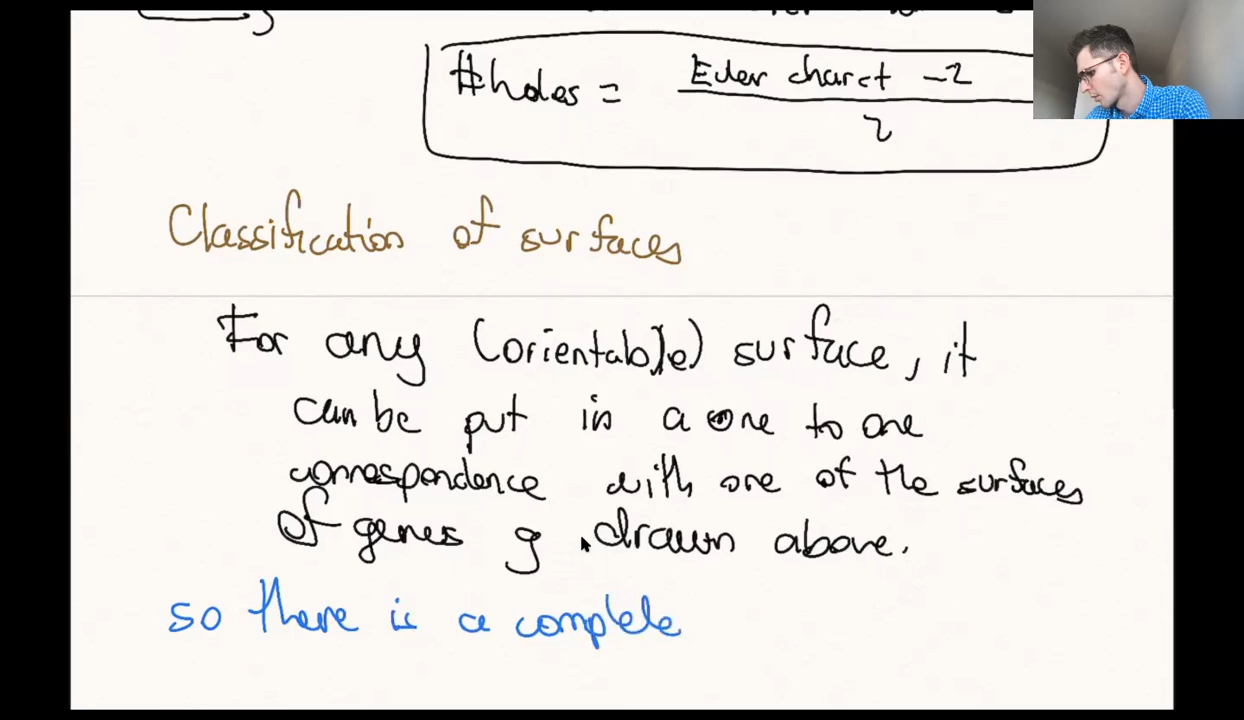 #holes = Euler charct -2
2
Classification of surfaces
For any (orientable) surface, it
can be put in a one to one
correspondence with one of the surfaces
of genes g drawn above.
so there is a complete